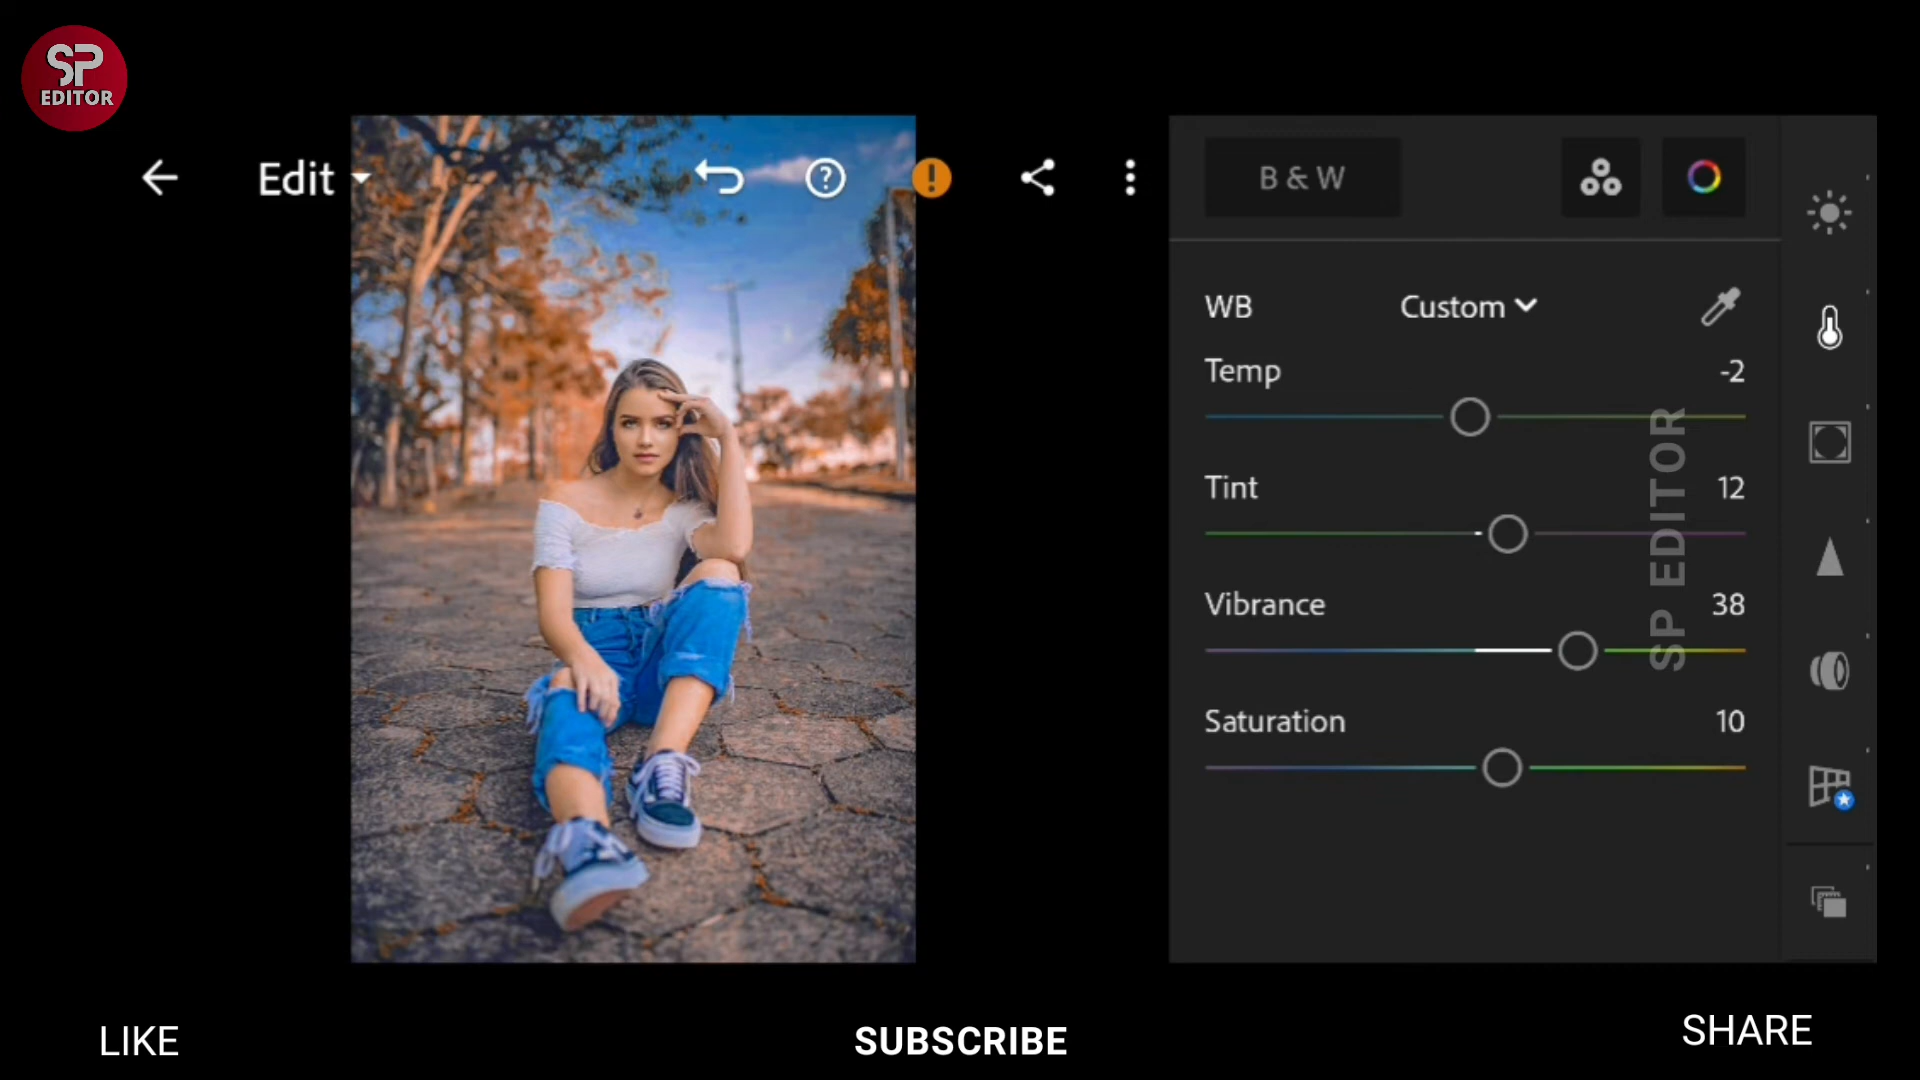 SP
EDITOR
Edit
?
!
B & W
WB
Custom
Temp
-2
Tint
12
Vibrance
38
Saturation
10
SP EDITOR
LIKE
SUBSCRIBE
SHARE